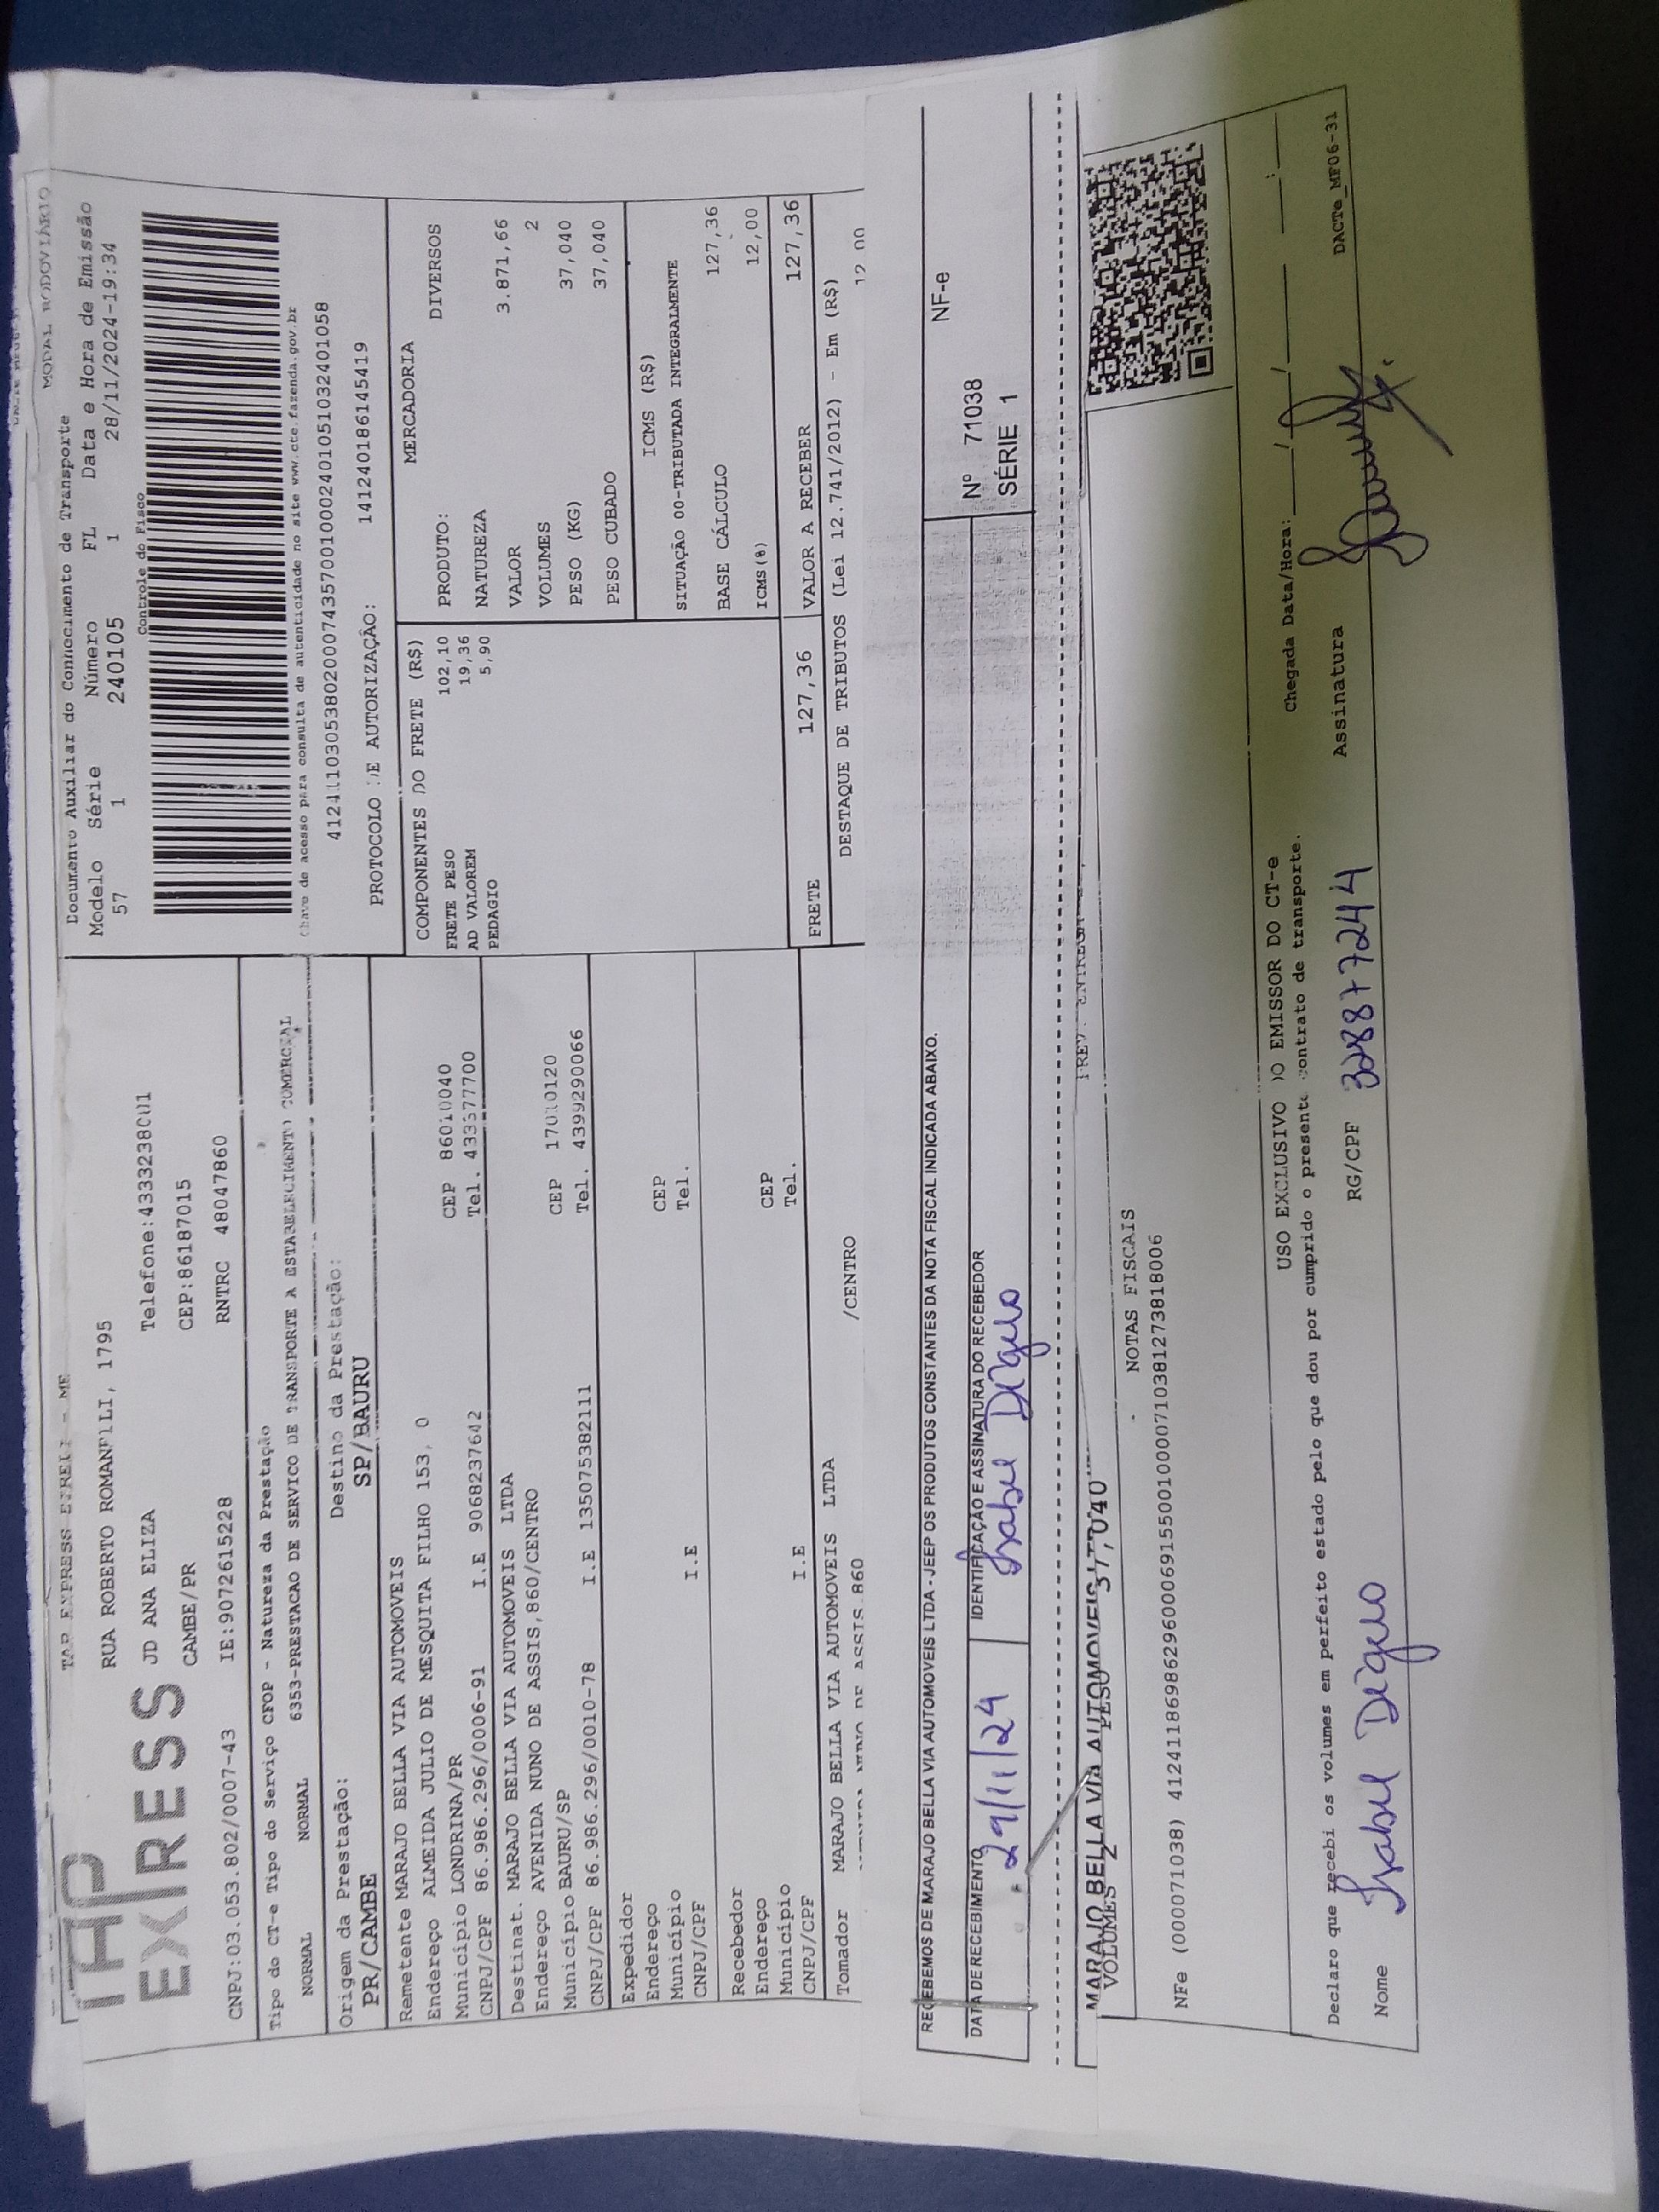 TAP EXPRESS EIRELI - ME
TAP
EXPRESS
RUA ROBERTO ROMANELLI, 1795
JD ANA ELIZA Telefone:4333238001
CAMBE/PR CEP:86187015
CNPJ:03.053.802/0007-43 IE:9072615228 RNTRC 48047860
MODAL RODOVIÁRIO
Documento Auxiliar do Conhecimento de Transporte
Modelo Série Número FL Data e Hora de Emissão
57 1 240105 1 28/11/2024-19:34
Controle do Fisco
Chave de acesso para consulta de autenticidade no site www.cte.fazenda.gov.br
41241103053802000743570010002401051032401058
PROTOCOLO DE AUTORIZAÇÃO: 141240186145419
Tipo do CT-e Tipo do Serviço CFOP - Natureza da Prestação
NORMAL NORMAL 6353-PRESTACAO DE SERVICO DE TRANSPORTE A ESTABELECIMENTO COMERCIAL
Origem da Prestação: Destino da Prestação:
PR/CAMBE SP/BAURU
Remetente MARAJO BELLA VIA AUTOMOVEIS
Endereço ALMEIDA JULIO DE MESQUITA FILHO 153, 0
Município LONDRINA/PR CEP 86010040
CNPJ/CPF 86.986.296/0006-91 I.E 9068237642 Tel. 433377700
Destinat. MARAJO BELLA VIA AUTOMOVEIS LTDA
Endereço AVENIDA NUNO DE ASSIS,860/CENTRO
Município BAURU/SP CEP 17010120
CNPJ/CPF 86.986.296/0010-78 I.E 135075382111 Tel. 4399290066
Expedidor
Endereço
Município CEP
CNPJ/CPF I.E Tel.
Recebedor
Endereço
Município CEP
CNPJ/CPF I.E Tel.
Tomador MARAJO BELLA VIA AUTOMOVEIS LTDA
DE ASSIS.860 /CENTRO
COMPONENTES DO FRETE (R$)
FRETE PESO 102,10
AD VALOREM 19,36
PEDAGIO 5,90
MERCADORIA
PRODUTO: DIVERSOS
NATUREZA
VALOR 3.871,66
VOLUMES 2
PESO (KG) 37,040
PESO CUBADO 37,040
ICMS (R$)
SITUAÇÃO 00-TRIBUTADA INTEGRALMENTE
BASE CÁLCULO 127,36
ICMS(%) 12,00
FRETE 127,36 VALOR A RECEBER 127,36
DESTAQUE DE TRIBUTOS (Lei 12.741/2012) - Em (R$)
12,00
RECEBEMOS DE MARAJO BELLA VIA AUTOMOVEIS LTDA - JEEP OS PRODUTOS CONSTANTES DA NOTA FISCAL INDICADA ABAIXO.
NF-e
DATA DE RECEBIMENTO IDENTIFICAÇÃO E ASSINATURA DO RECEBEDOR
29/11/24 Isabel
Nº 71038
SÉRIE 1
MARAJO BELLA VIA AUTOMOVEIS LTDA
VOLUMES 2 PESO 37,040
PREV. ENTREGA
NOTAS FISCAIS
NFe (000071038) 41241186986296000691550010000710381273818006
USO EXCLUSIVO DO EMISSOR DO CT-e
Declaro que recebi os volumes em perfeito estado pelo que dou por cumprido o presente contrato de transporte. Chegada Data/Hora: / / :
Nome Isabel RG/CPF 328877244 Assinatura
DACTe_MF06-31